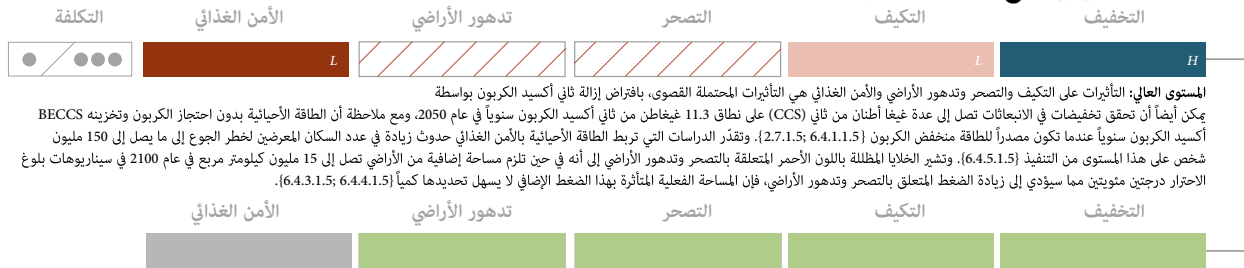 التخفيف التكيف التصحر تدهور الأراضي الأمن الغذائي التكلفة
H L L
المستوى العالي: التأثيرات على التكيف والتصحر وتدهور الأراضي والأمن الغذائي هي التأثيرات المحتملة القصوى، بافتراض إزالة ثاني أكسيد الكربون بواسطة
BECCS يمكن أيضاً أن تحقق تخفيضات في الانبعاثات تصل إلى عدة غيغا أطنان من ثاني (CCS) على نطاق 11.3 غيغاطن من ثاني أكسيد الكربون سنوياً في عام 2050، ومع ملاحظة أن الطاقة الأحيائية بدون احتجاز الكربون وتخزينه
أكسيد الكربون سنوياً عندما تكون مصدراً للطاقة منخفض الكربون {2.7.1.5; 6.4.1.1.5}. وتقدّر الدراسات التي تربط الطاقة الأحيائية بالأمن الغذائي حدوث زيادة في عدد السكان المعرضين لخطر الجوع إلى ما يصل إلى 150 مليون
شخص على هذا المستوى من التنفيذ {6.4.5.1.5}. وتشير الخلايا المظللة باللون الأحمر المتعلقة بالتصحر وتدهور الأراضي إلى أنه في حين تلزم مساحة إضافية من الأراضي تصل إلى 15 مليون كيلومتر مربع في عام 2100 في سيناريوهات بلوغ
الاحترار درجتين مئويتين مما سيؤدي إلى زيادة الضغط المتعلق بالتصحر وتدهور الأراضي، فإن المساحة الفعلية المتأثرة بهذا الضغط الإضافي لا يسهل تحديدها كمياً {6.4.3.1.5; 6.4.4.1.5}.
التخفيف التكيف التصحر تدهور الأراضي الأمن الغذائي